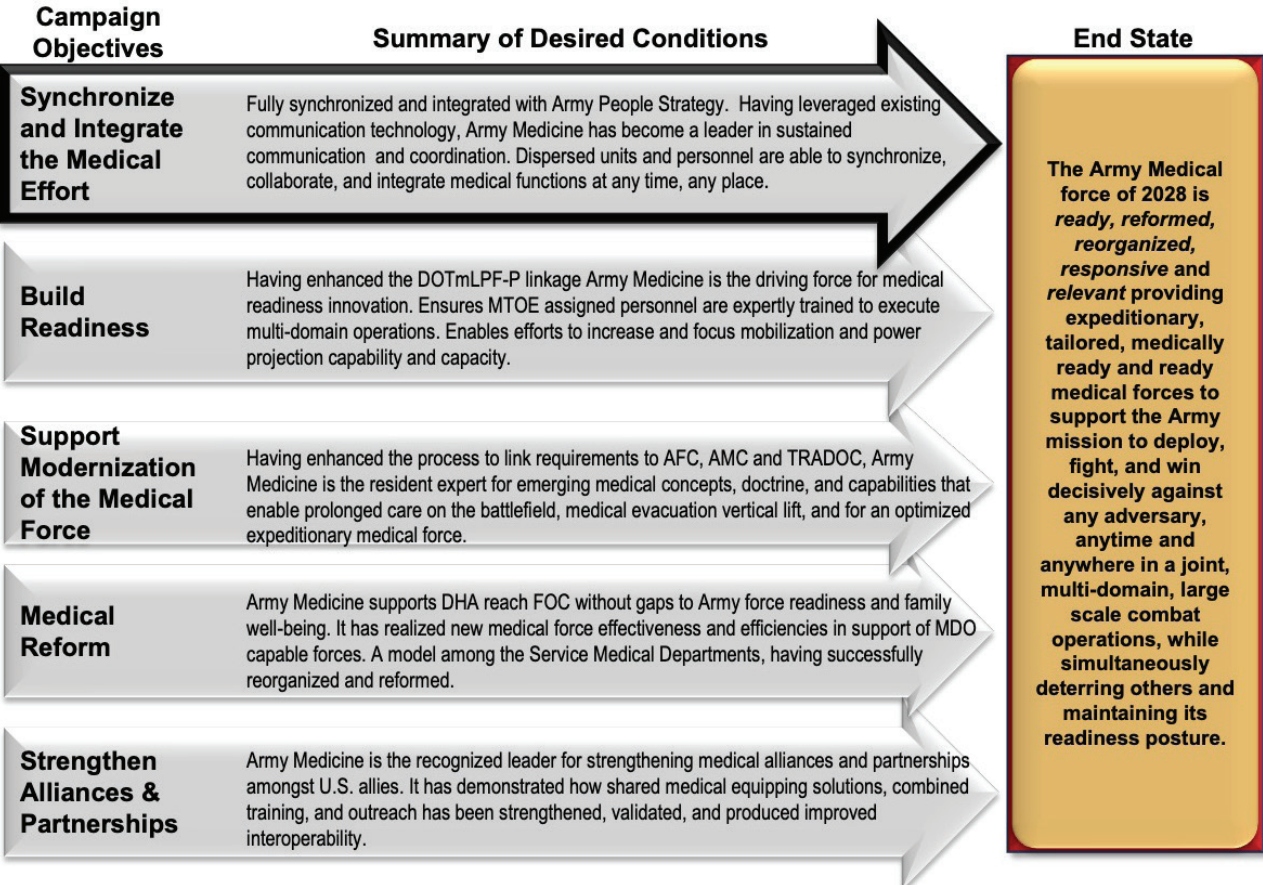 Campaign
Objectives
Summary of Desired Conditions
End State
Synchronize
and Integrate
the Medical
Effort
Fully synchronized and integrated with Army People Strategy.  Having leveraged existing
communication technology, Army Medicine has become a leader in sustained
communication  and coordination. Dispersed units and personnel are able to synchronize,
collaborate, and integrate medical functions at any time, any place.
Build
Readiness
Having enhanced the DOTmLPF-P linkage Army Medicine is the driving force for medical
readiness innovation. Ensures MTOE assigned personnel are expertly trained to execute
multi-domain operations. Enables efforts to increase and focus mobilization and power
projection capability and capacity.
Support
Modernization
of the Medical
Force
Having enhanced the process to link requirements to AFC, AMC and TRADOC, Army
Medicine is the resident expert for emerging medical concepts, doctrine, and capabilities that
enable prolonged care on the battlefield, medical evacuation vertical lift, and for an optimized
expeditionary medical force.
Medical
Reform
Army Medicine supports DHA reach FOC without gaps to Army force readiness and family
well-being. It has realized new medical force effectiveness and efficiencies in support of MDO
capable forces. A model among the Service Medical Departments, having successfully
reorganized and reformed.
Strengthen
Alliances &
Partnerships
Army Medicine is the recognized leader for strengthening medical alliances and partnerships
amongst U.S. allies. It has demonstrated how shared medical equipping solutions, combined
training, and outreach has been strengthened, validated, and produced improved
interoperability.
The Army Medical
force of 2028 is
ready, reformed,
reorganized,
responsive and
relevant providing
expeditionary,
tailored, medically
ready and ready
medical forces to
support the Army
mission to deploy,
fight, and win
decisively against
any adversary,
anytime and
anywhere in a joint,
multi-domain, large
scale combat
operations, while
simultaneously
deterring others and
maintaining its
readiness posture.